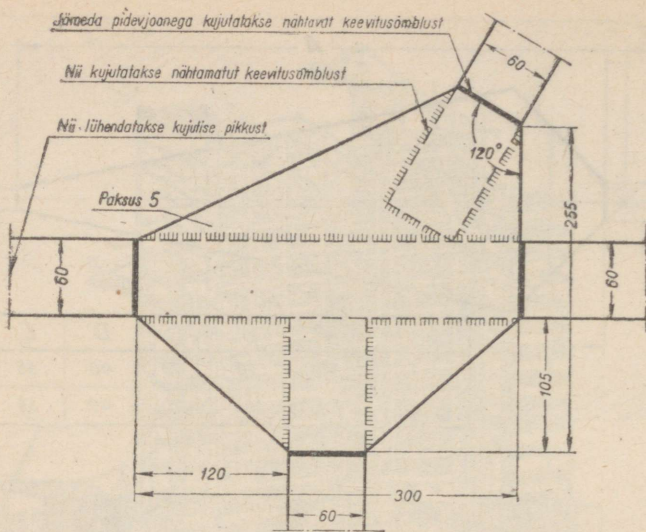 Jämeda pidevjoonega kujutatakse nähtavat keevitusõmblust
60
Nii kujutatakse nähtamatut keevitusõmblust
Nii lühendatakse kujutise pikkust
120°
Paksus 5
255
60
60
105
120
300
60